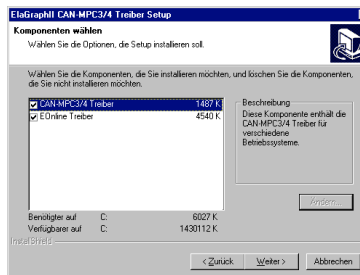 ElaGraphII CAN-MPC3/4 Treiber Setup
Komponenten wählen
Wählen Sie die Optionen, die Setup installieren soll.
Wählen Sie die Komponenten, die Sie installieren möchten, und löschen Sie die Komponenten,
die Sie nicht installieren möchten.
CAN-MPC3/4 Treiber 1487 K
EOnline Treiber 4540 K
Beschreibung
Diese Komponente enthält die
CAN-MPC3/4 Treiber für
verschiedene
Betriebssysteme.
Ändern...
Benötigter auf C: 6027 K
Verfügbarer auf C: 1430112 K
InstallShield
< Zurück Weiter > Abbrechen